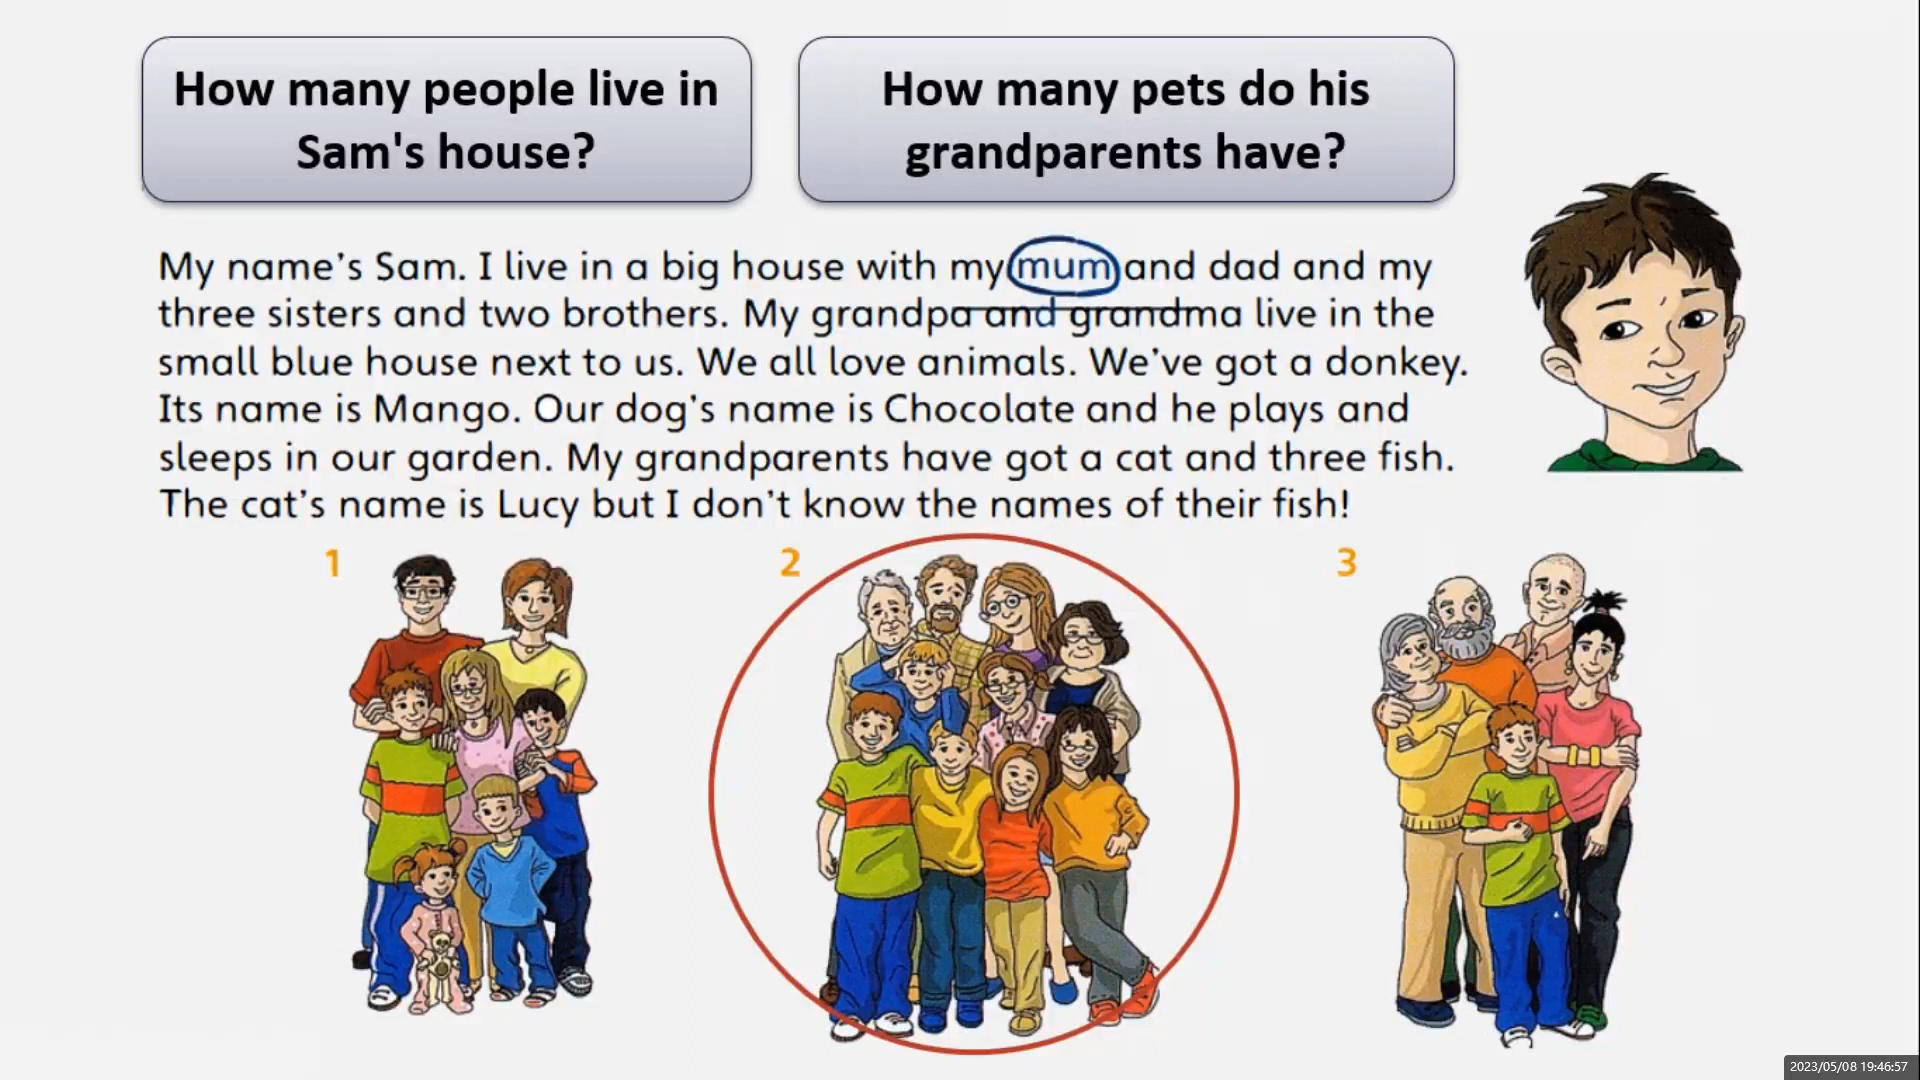 How many people live in
Sam's house?
How many pets do his
grandparents have?
My name's Sam. I live in a big house with my mum and dad and my
three sisters and two brothers. My grandpa and grandma live in the
small blue house next to us. We all love animals. We've got a donkey.
Its name is Mango. Our dog's name is Chocolate and he plays and
sleeps in our garden. My grandparents have got a cat and three fish.
The cat's name is Lucy but I don't know the names of their fish!
1
2
3
2023/05/08 19:46:57